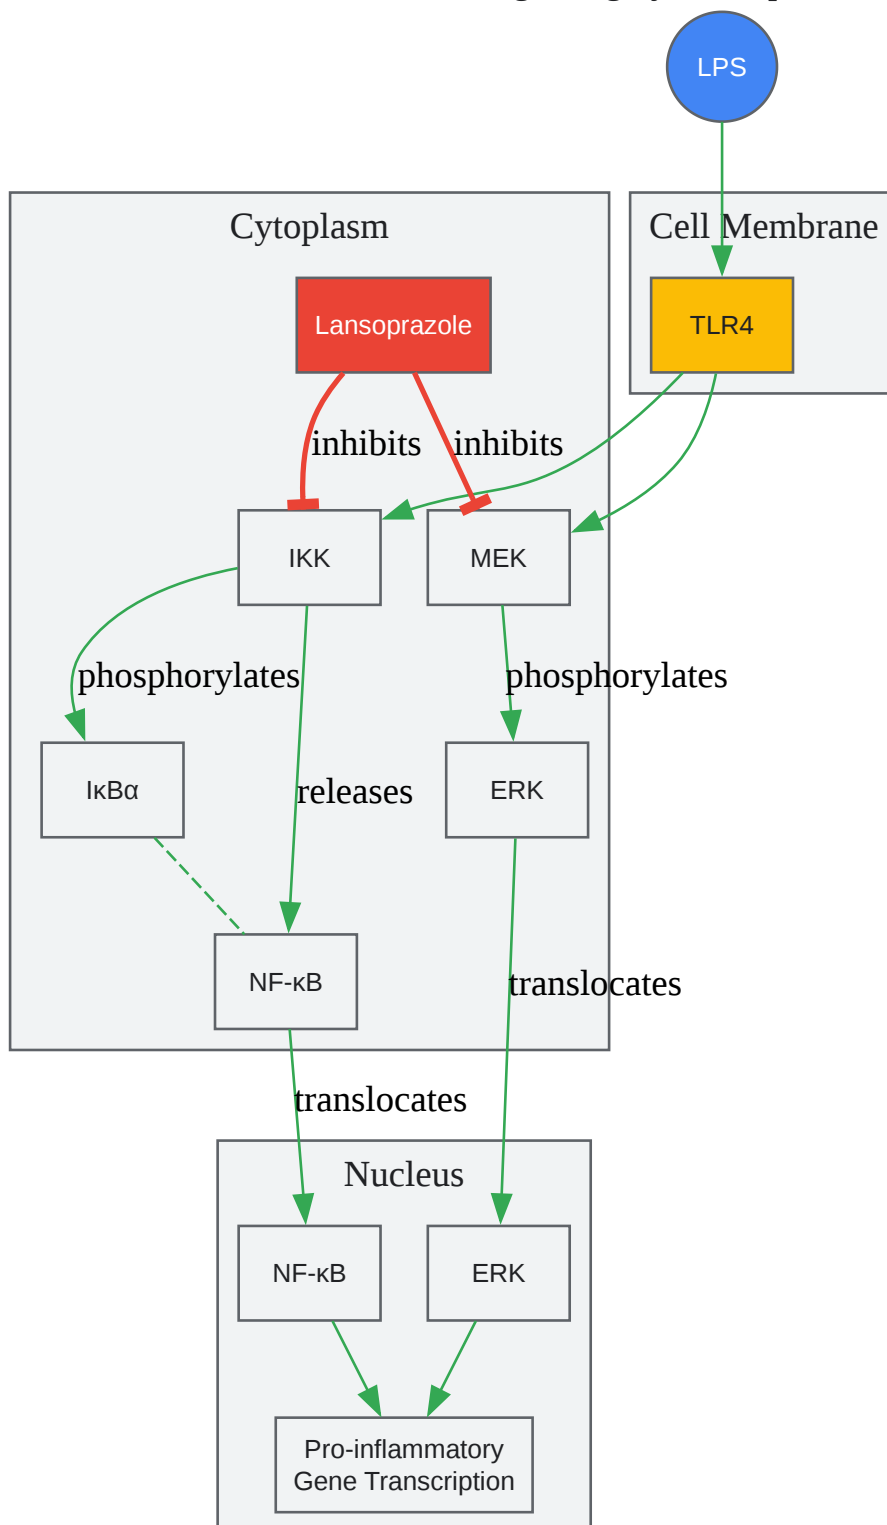 LPS
Cytoplasm
Cell Membrane
Lansoprazole
TLR4
inhibits
inhibits
IKK
MEK
phosphorylates
phosphorylates
IκBα
releases
ERK
NF-κB
translocates
translocates
Nucleus
NF-κB
ERK
Pro-inflammatory
Gene Transcription